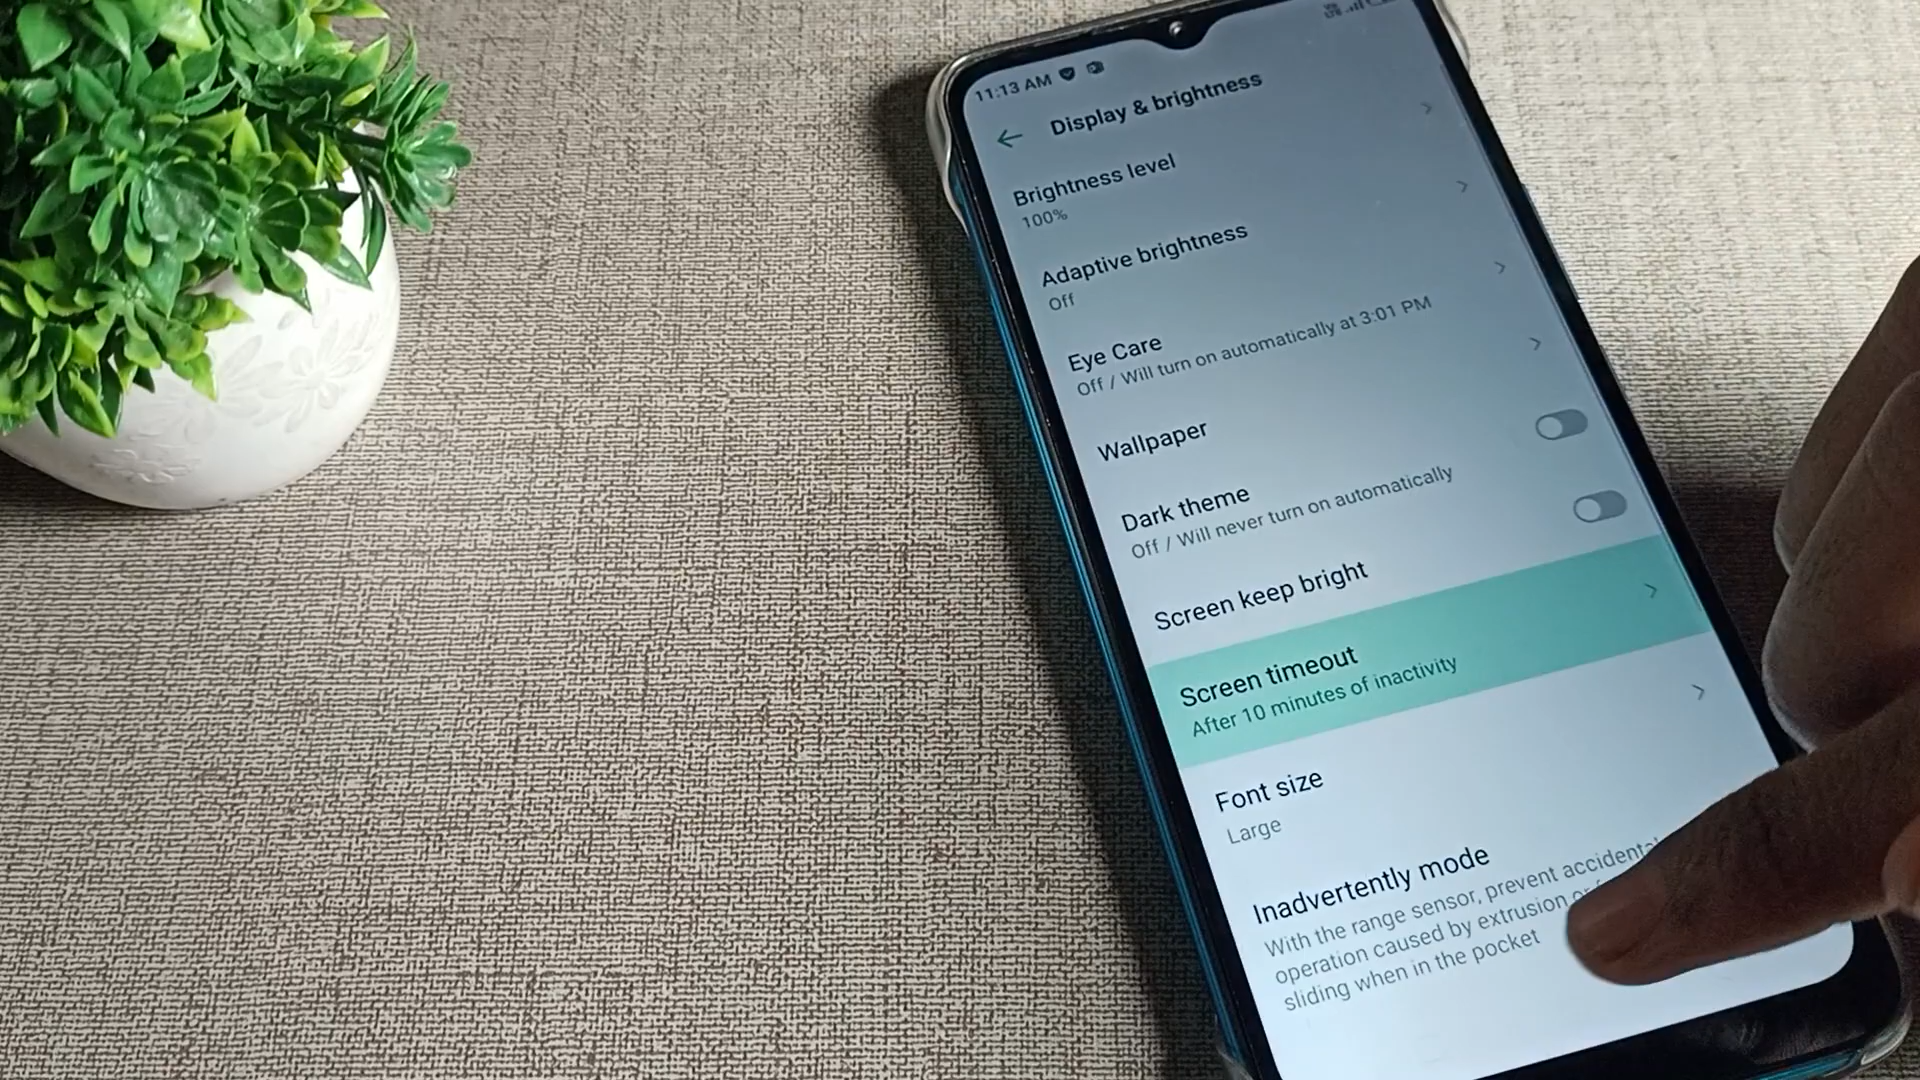 11:13 AM
Display & brightness
Brightness level
100%
Adaptive brightness
Off
Eye Care
Off / Will turn on automatically at 3:01 PM
Wallpaper
Dark theme
Off / Will never turn on automatically
Screen keep bright
Screen timeout
After 10 minutes of inactivity
Font size
Large
Inadvertently mode
With the range sensor, prevent accidental
operation caused by extrusion or
sliding when in the pocket